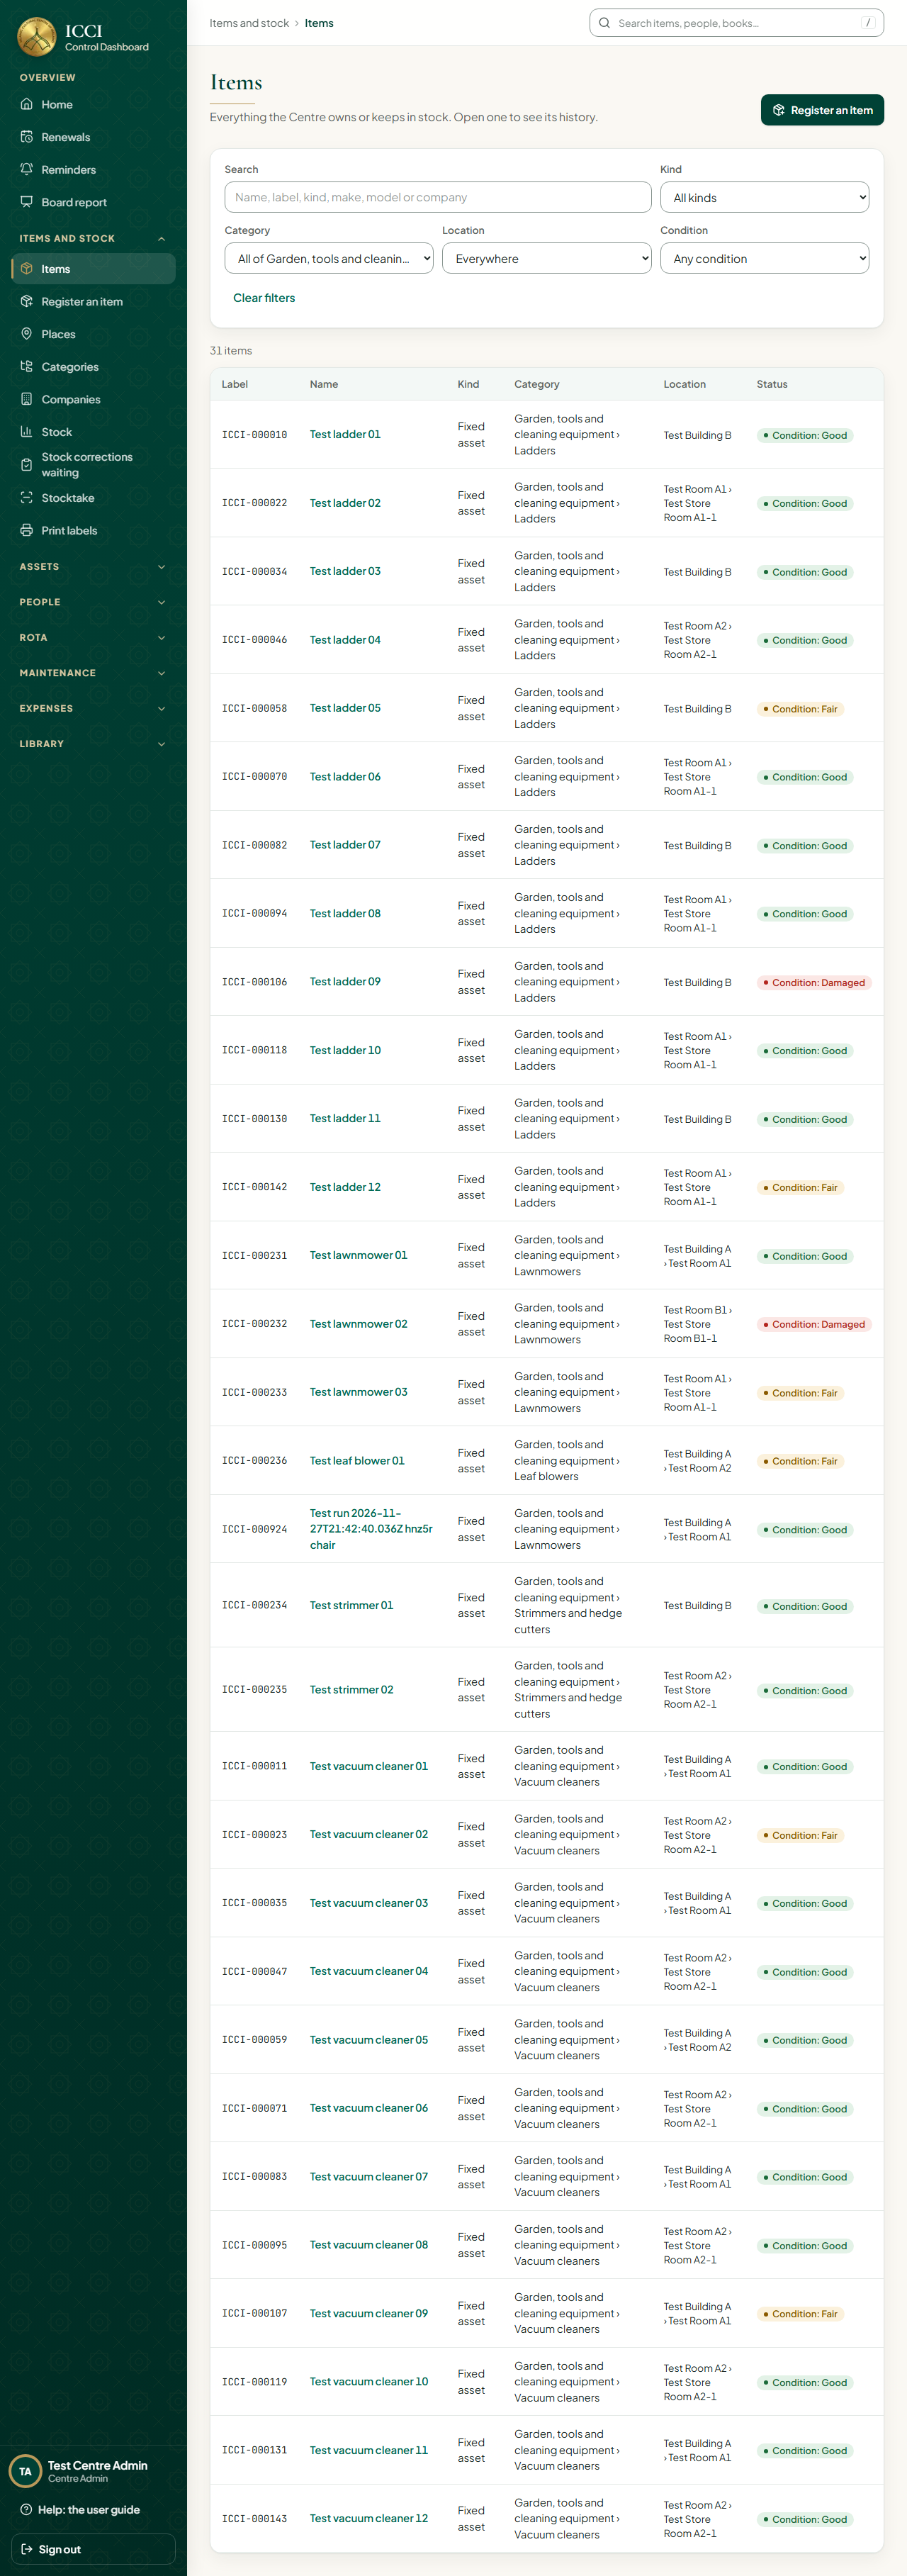 ICCI
Control Dashboard
OVERVIEW
Home
Renewals
Reminders
Board report
ITEMS AND STOCK
Items
Register an item
Places
Categories
Companies
Stock
Stock corrections
waiting
Stocktake
Print labels
ASSETS
PEOPLE
ROTA
MAINTENANCE
EXPENSES
LIBRARY
TA
Test Centre Admin
Centre Admin
Help: the user guide
Sign out
Items and stock › Items
Search items, people, books... /
Items
Everything the Centre owns or keeps in stock. Open one to see its history.
Register an item
Search
Name, label, kind, make, model or company
Kind
All kinds
Category
All of Garden, tools and cleanin...
Location
Everywhere
Condition
Any condition
Clear filters
31 items
Label Name Kind Category Location Status
ICCI-000010 Test ladder 01 Fixed asset Garden, tools and cleaning equipment › Ladders Test Building B Condition: Good
ICCI-000022 Test ladder 02 Fixed asset Garden, tools and cleaning equipment › Ladders Test Room A1 › Test Store Room A1-1 Condition: Good
ICCI-000034 Test ladder 03 Fixed asset Garden, tools and cleaning equipment › Ladders Test Building B Condition: Good
ICCI-000046 Test ladder 04 Fixed asset Garden, tools and cleaning equipment › Ladders Test Room A2 › Test Store Room A2-1 Condition: Good
ICCI-000058 Test ladder 05 Fixed asset Garden, tools and cleaning equipment › Ladders Test Building B Condition: Fair
ICCI-000070 Test ladder 06 Fixed asset Garden, tools and cleaning equipment › Ladders Test Room A1 › Test Store Room A1-1 Condition: Good
ICCI-000082 Test ladder 07 Fixed asset Garden, tools and cleaning equipment › Ladders Test Building B Condition: Good
ICCI-000094 Test ladder 08 Fixed asset Garden, tools and cleaning equipment › Ladders Test Room A1 › Test Store Room A1-1 Condition: Good
ICCI-000106 Test ladder 09 Fixed asset Garden, tools and cleaning equipment › Ladders Test Building B Condition: Damaged
ICCI-000118 Test ladder 10 Fixed asset Garden, tools and cleaning equipment › Ladders Test Room A1 › Test Store Room A1-1 Condition: Good
ICCI-000130 Test ladder 11 Fixed asset Garden, tools and cleaning equipment › Ladders Test Building B Condition: Good
ICCI-000142 Test ladder 12 Fixed asset Garden, tools and cleaning equipment › Ladders Test Room A1 › Test Store Room A1-1 Condition: Fair
ICCI-000231 Test lawnmower 01 Fixed asset Garden, tools and cleaning equipment › Lawnmowers Test Building A › Test Room A1 Condition: Good
ICCI-000232 Test lawnmower 02 Fixed asset Garden, tools and cleaning equipment › Lawnmowers Test Room B1 › Test Store Room B1-1 Condition: Damaged
ICCI-000233 Test lawnmower 03 Fixed asset Garden, tools and cleaning equipment › Lawnmowers Test Room A1 › Test Store Room A1-1 Condition: Fair
ICCI-000236 Test leaf blower 01 Fixed asset Garden, tools and cleaning equipment › Leaf blowers Test Building A › Test Room A2 Condition: Fair
ICCI-000924 Test run 2026-11-27T21:42:40.036Z hnz5r chair Fixed asset Garden, tools and cleaning equipment › Lawnmowers Test Building A › Test Room A1 Condition: Good
ICCI-000234 Test strimmer 01 Fixed asset Garden, tools and cleaning equipment › Strimmers and hedge cutters Test Building B Condition: Good
ICCI-000235 Test strimmer 02 Fixed asset Garden, tools and cleaning equipment › Strimmers and hedge cutters Test Room A2 › Test Store Room A2-1 Condition: Good
ICCI-000011 Test vacuum cleaner 01 Fixed asset Garden, tools and cleaning equipment › Vacuum cleaners Test Building A › Test Room A1 Condition: Good
ICCI-000023 Test vacuum cleaner 02 Fixed asset Garden, tools and cleaning equipment › Vacuum cleaners Test Room A2 › Test Store Room A2-1 Condition: Fair
ICCI-000035 Test vacuum cleaner 03 Fixed asset Garden, tools and cleaning equipment › Vacuum cleaners Test Building A › Test Room A1 Condition: Good
ICCI-000047 Test vacuum cleaner 04 Fixed asset Garden, tools and cleaning equipment › Vacuum cleaners Test Room A2 › Test Store Room A2-1 Condition: Good
ICCI-000059 Test vacuum cleaner 05 Fixed asset Garden, tools and cleaning equipment › Vacuum cleaners Test Building A › Test Room A2 Condition: Good
ICCI-000071 Test vacuum cleaner 06 Fixed asset Garden, tools and cleaning equipment › Vacuum cleaners Test Room A2 › Test Store Room A2-1 Condition: Good
ICCI-000083 Test vacuum cleaner 07 Fixed asset Garden, tools and cleaning equipment › Vacuum cleaners Test Building A › Test Room A1 Condition: Good
ICCI-000095 Test vacuum cleaner 08 Fixed asset Garden, tools and cleaning equipment › Vacuum cleaners Test Room A2 › Test Store Room A2-1 Condition: Good
ICCI-000107 Test vacuum cleaner 09 Fixed asset Garden, tools and cleaning equipment › Vacuum cleaners Test Building A › Test Room A1 Condition: Fair
ICCI-000119 Test vacuum cleaner 10 Fixed asset Garden, tools and cleaning equipment › Vacuum cleaners Test Room A2 › Test Store Room A2-1 Condition: Good
ICCI-000131 Test vacuum cleaner 11 Fixed asset Garden, tools and cleaning equipment › Vacuum cleaners Test Building A › Test Room A1 Condition: Good
ICCI-000143 Test vacuum cleaner 12 Fixed asset Garden, tools and cleaning equipment › Vacuum cleaners Test Room A2 › Test Store Room A2-1 Condition: Good